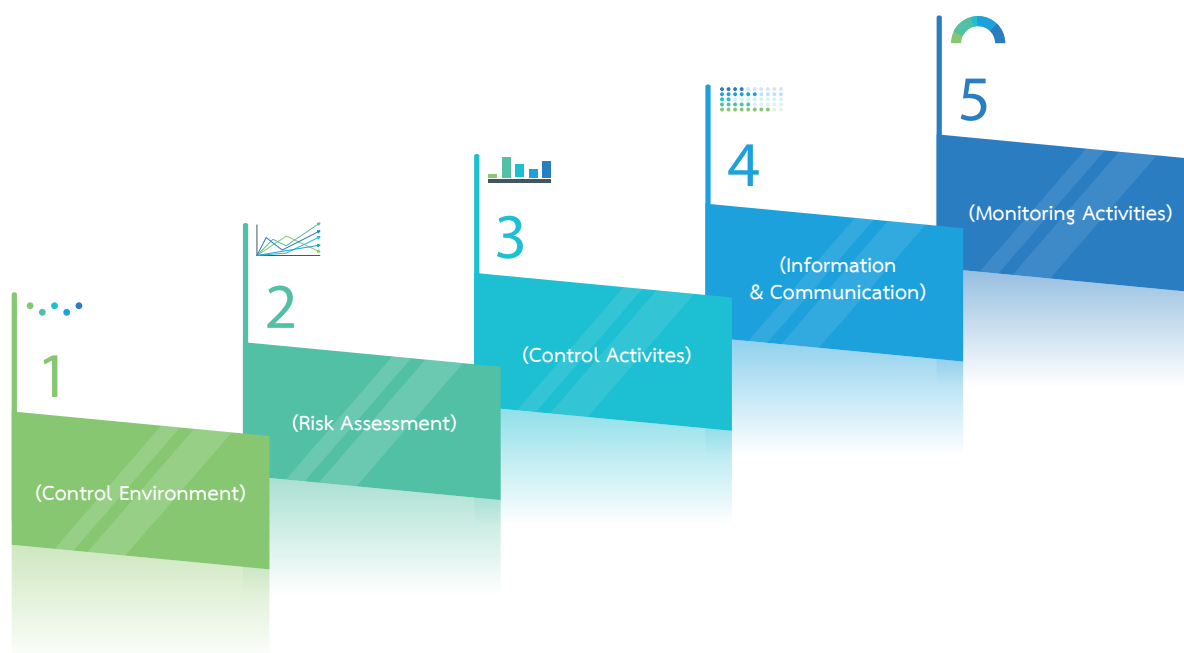 1
(Control Environment)
2
(Risk Assessment)
3
(Control Activites)
4
(Information
& Communication)
5
(Monitoring Activities)